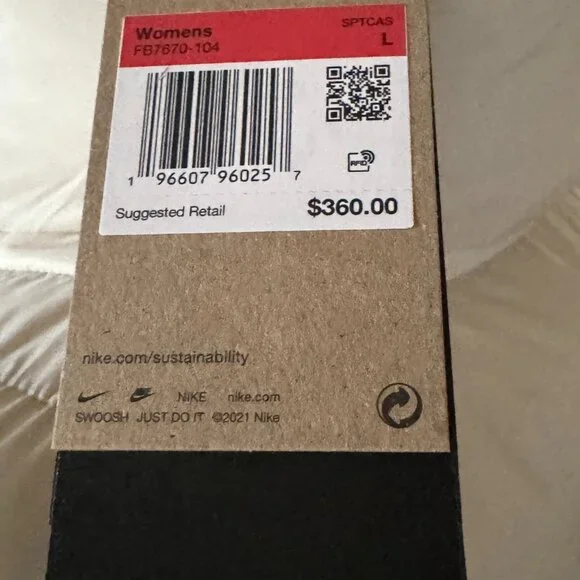 Womens SPTCAS
FB7670-104 L
RFID
1 96607 96025 7
Suggested Retail $360.00
nike.com/sustainability
NIKE nike.com
SWOOSH JUST DO IT ©2021 Nike